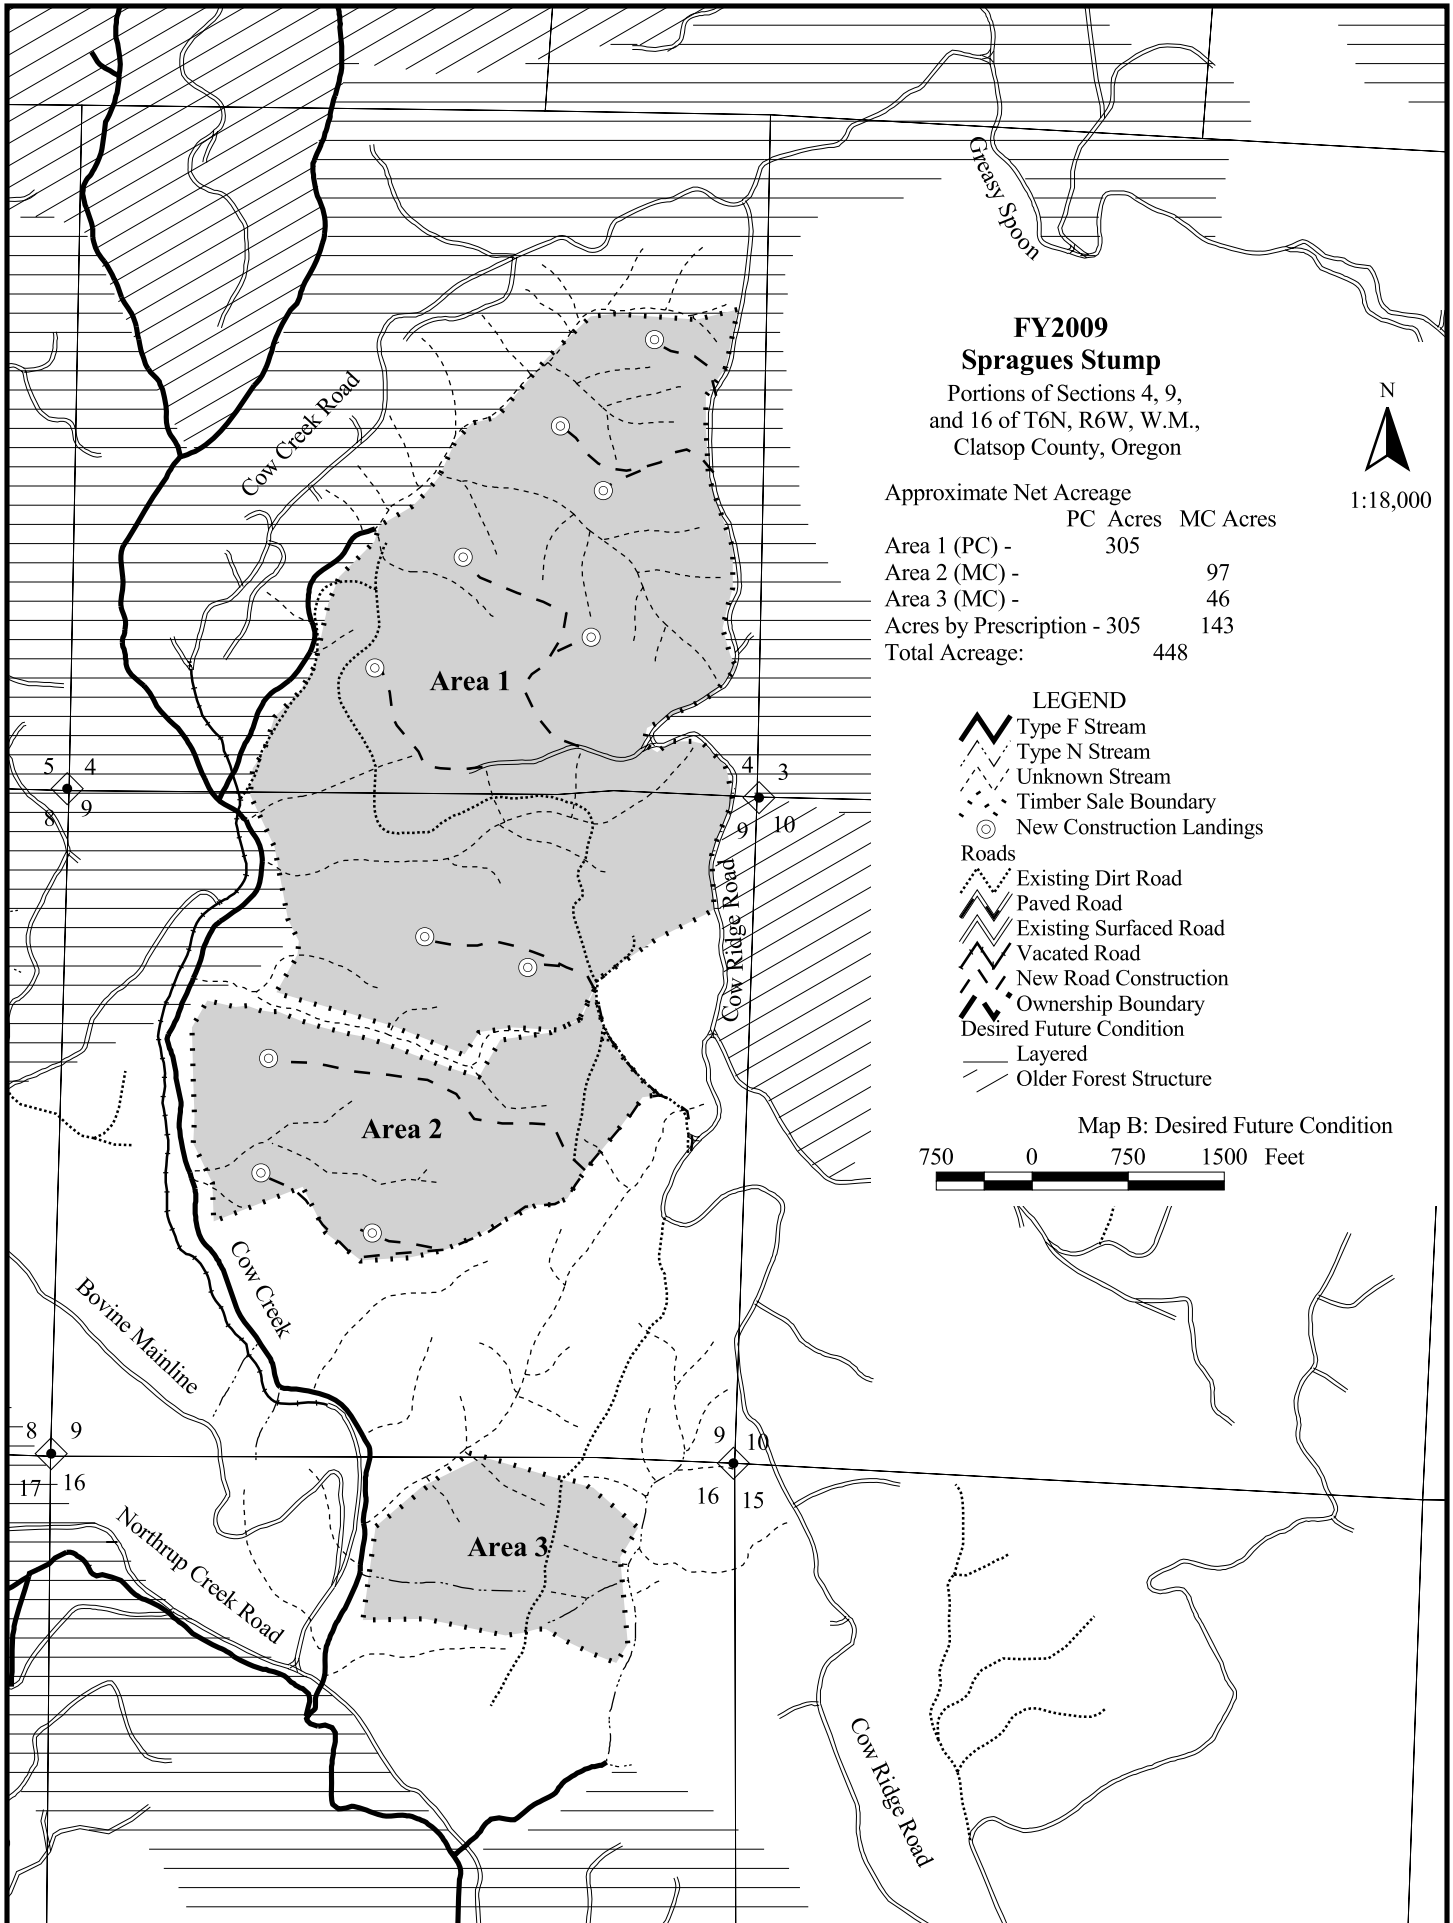 Greasy Spoon
FY2009
Spragues Stump
Portions of Sections 4, 9,
and 16 of T6N, R6W, W.M.,
Clatsop County, Oregon
N
1:18,000
Approximate Net Acreage
PC Acres MC Acres
Area 1 (PC) - 305
Area 2 (MC) - 97
Area 3 (MC) - 46
Acres by Prescription - 305 143
Total Acreage: 448
LEGEND
Type F Stream
Type N Stream
Unknown Stream
Timber Sale Boundary
New Construction Landings
Roads
Existing Dirt Road
Paved Road
Existing Surfaced Road
Vacated Road
New Road Construction
Ownership Boundary
Desired Future Condition
Layered
Older Forest Structure
Map B: Desired Future Condition
750 0 750 1500 Feet
Cow Creek Road
Area 1
5 4
8 9
4 3
9 10
Cow Ridge Road
Area 2
Cow Creek
Bovine Mainline
8 9
17 16
9 10
16 15
Northrup Creek Road
Area 3
Cow Ridge Road